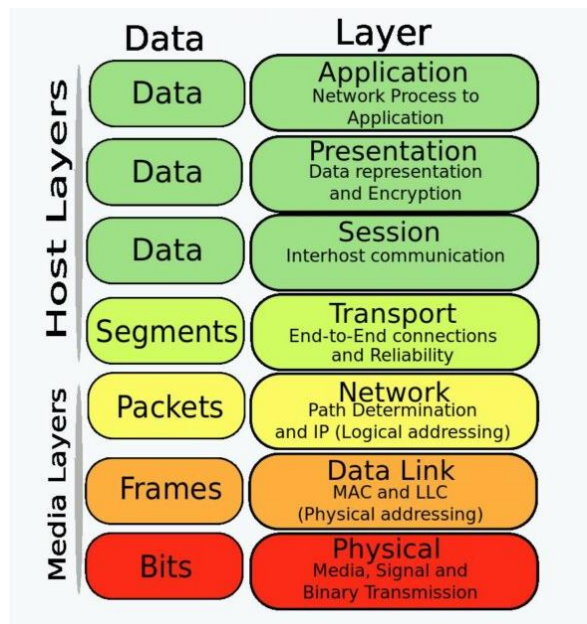 Data Layer
Host Layers
Data
Application
Network Process to
Application
Data
Presentation
Data representation
and Encryption
Data
Session
Interhost communication
Segments
Transport
End-to-End connections
and Reliability
Media Layers
Packets
Network
Path Determination
and IP (Logical addressing)
Frames
Data Link
MAC and LLC
(Physical addressing)
Bits
Physical
Media, Signal and
Binary Transmission